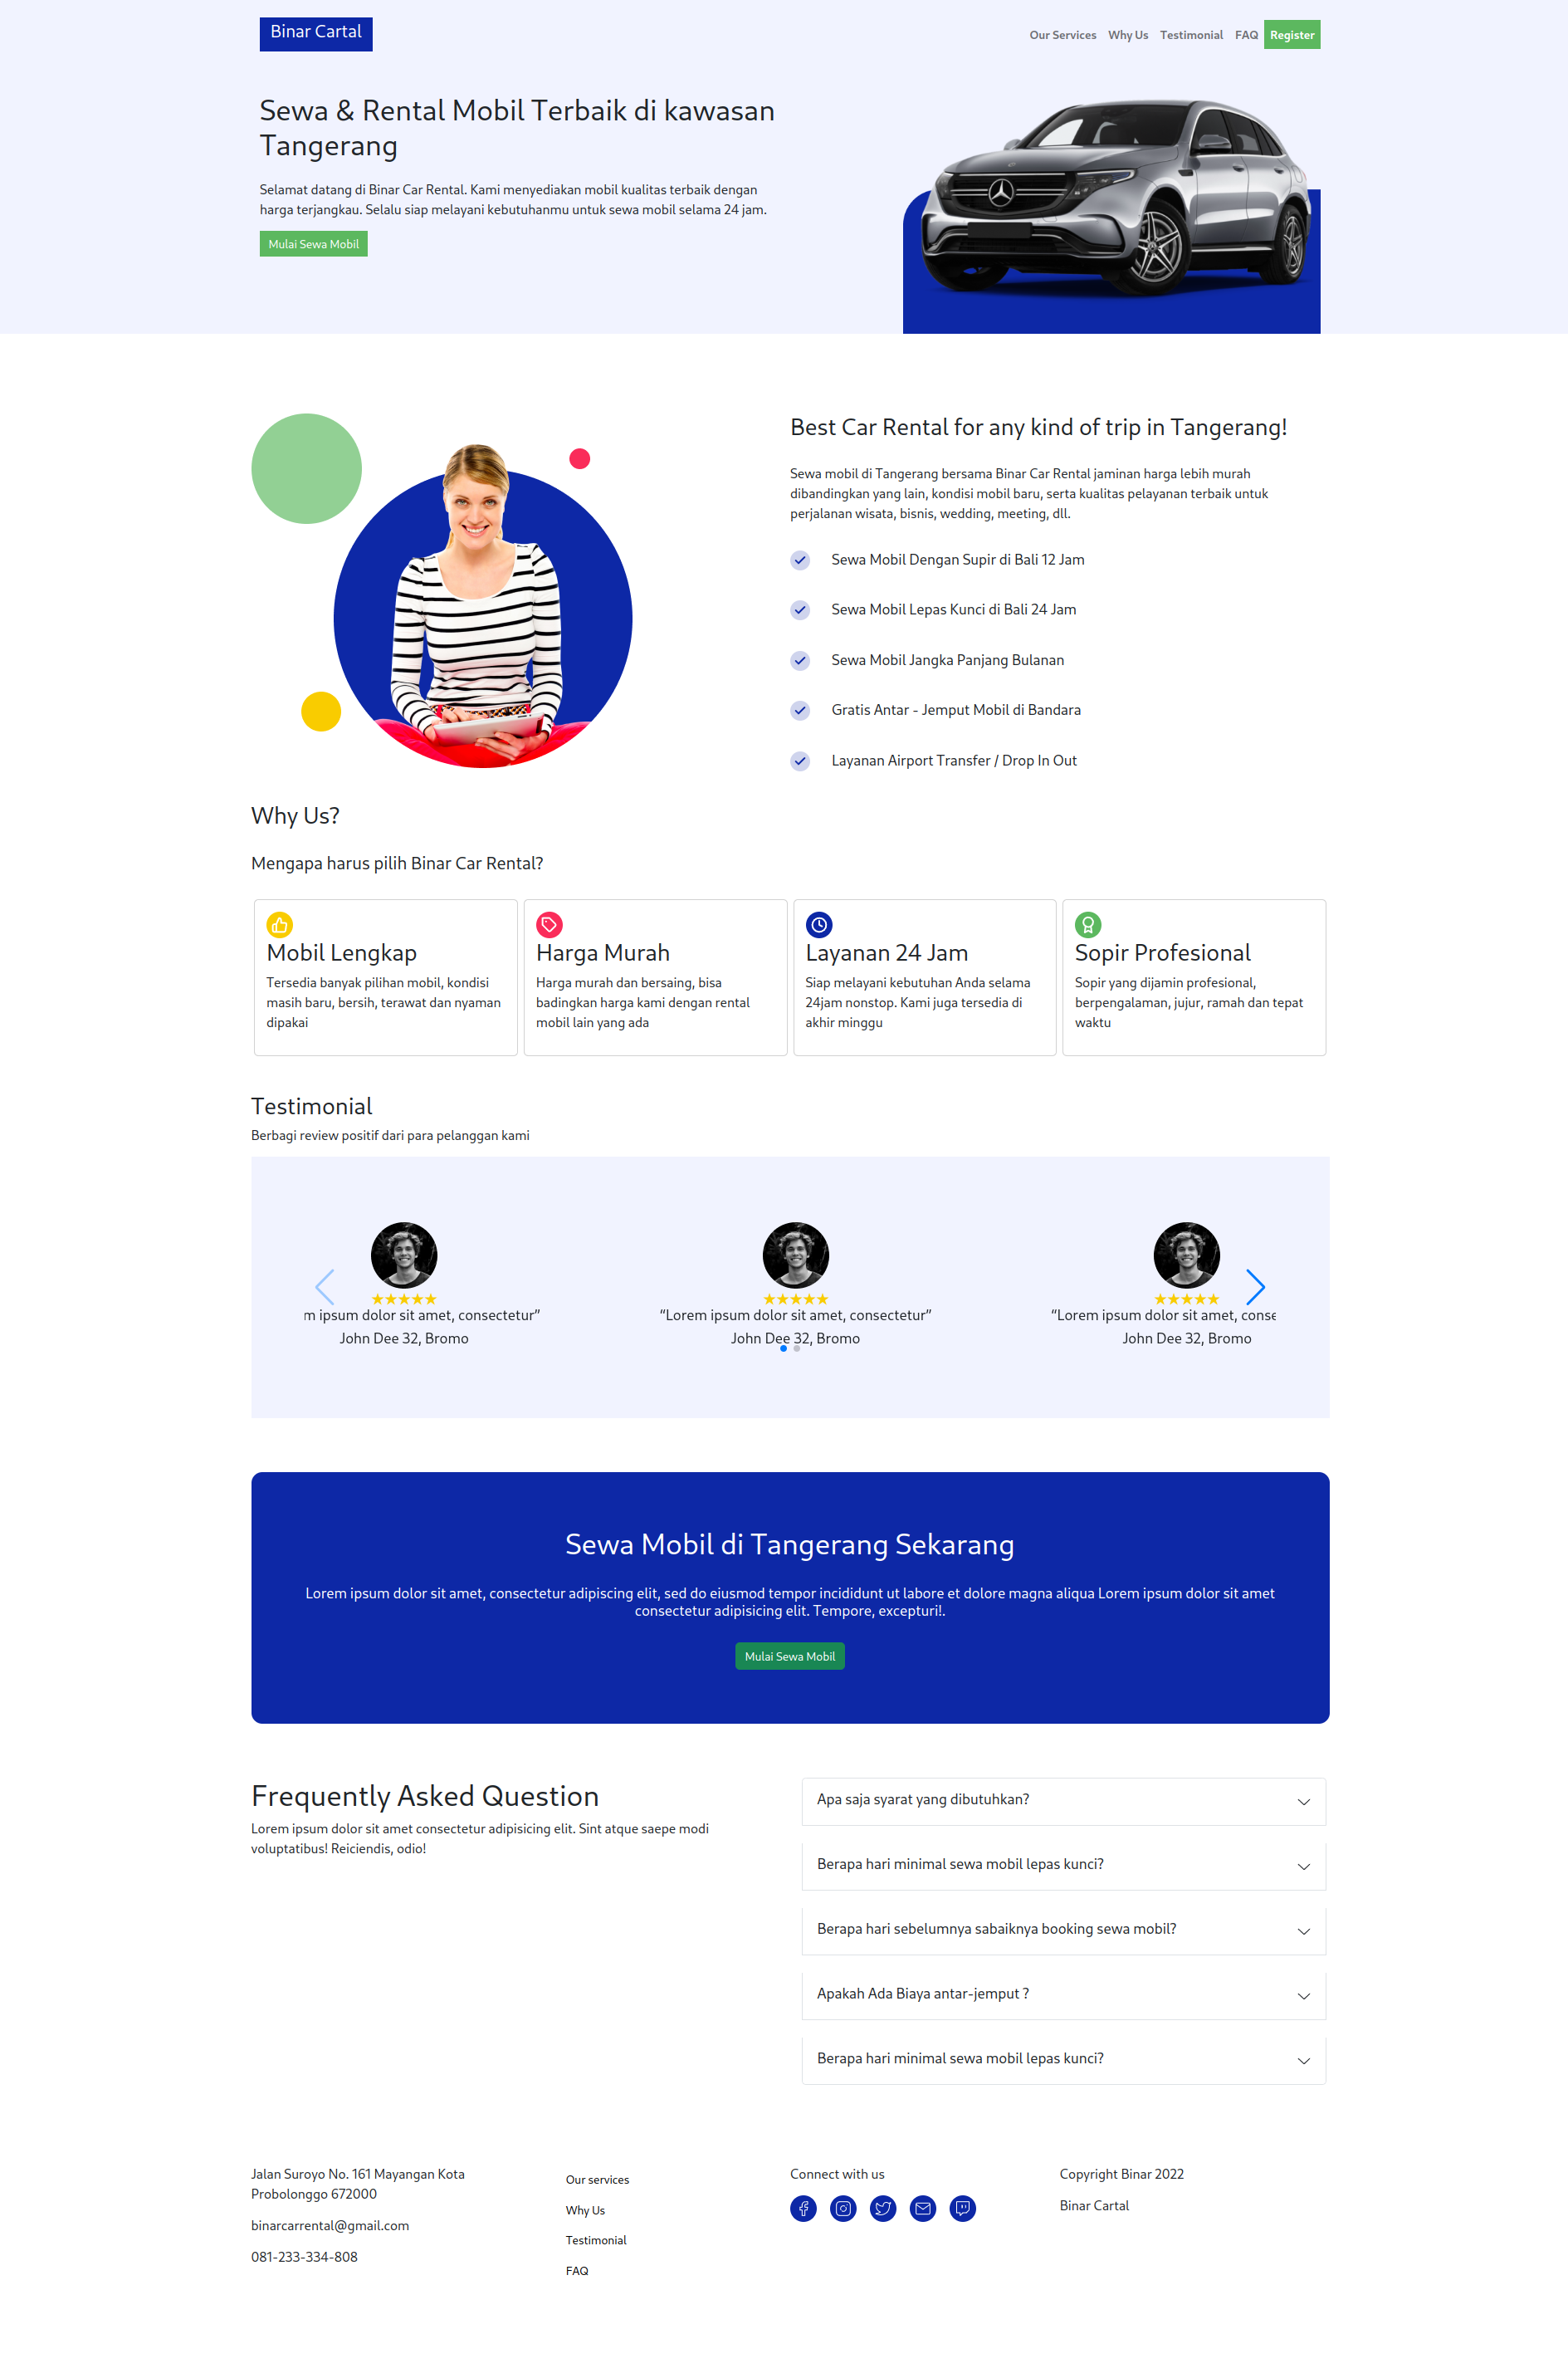 Binar Cartal
Our Services Why Us Testimonial FAQ Register
Sewa & Rental Mobil Terbaik di kawasan
Tangerang
Selamat datang di Binar Car Rental. Kami menyediakan mobil kualitas terbaik dengan
harga terjangkau. Selalu siap melayani kebutuhanmu untuk sewa mobil selama 24 jam.
Mulai Sewa Mobil
Best Car Rental for any kind of trip in Tangerang!
Sewa mobil di Tangerang bersama Binar Car Rental jaminan harga lebih murah
dibandingkan yang lain, kondisi mobil baru, serta kualitas pelayanan terbaik untuk
perjalanan wisata, bisnis, wedding, meeting, dll.
Sewa Mobil Dengan Supir di Bali 12 Jam
Sewa Mobil Lepas Kunci di Bali 24 Jam
Sewa Mobil Jangka Panjang Bulanan
Gratis Antar - Jemput Mobil di Bandara
Layanan Airport Transfer / Drop In Out
Why Us?
Mengapa harus pilih Binar Car Rental?
Mobil Lengkap
Tersedia banyak pilihan mobil, kondisi
masih baru, bersih, terawat dan nyaman
dipakai
Harga Murah
Harga murah dan bersaing, bisa
badingkan harga kami dengan rental
mobil lain yang ada
Layanan 24 Jam
Siap melayani kebutuhan Anda selama
24jam nonstop. Kami juga tersedia di
akhir minggu
Sopir Profesional
Sopir yang dijamin profesional,
berpengalaman, jujur, ramah dan tepat
waktu
Testimonial
Berbagi review positif dari para pelanggan kami
m ipsum dolor sit amet, consectetur”
John Dee 32, Bromo
“Lorem ipsum dolor sit amet, consectetur”
John Dee 32, Bromo
“Lorem ipsum dolor sit amet, conse
John Dee 32, Bromo
Sewa Mobil di Tangerang Sekarang
Lorem ipsum dolor sit amet, consectetur adipiscing elit, sed do eiusmod tempor incididunt ut labore et dolore magna aliqua Lorem ipsum dolor sit amet
consectetur adipisicing elit. Tempore, excepturi!.
Mulai Sewa Mobil
Frequently Asked Question
Lorem ipsum dolor sit amet consectetur adipisicing elit. Sint atque saepe modi
voluptatibus! Reiciendis, odio!
Apa saja syarat yang dibutuhkan?
Berapa hari minimal sewa mobil lepas kunci?
Berapa hari sebelumnya sabaiknya booking sewa mobil?
Apakah Ada Biaya antar-jemput ?
Berapa hari minimal sewa mobil lepas kunci?
Jalan Suroyo No. 161 Mayangan Kota
Probolonggo 672000
binarcarrental@gmail.com
081-233-334-808
Our services
Why Us
Testimonial
FAQ
Connect with us
Copyright Binar 2022
Binar Cartal